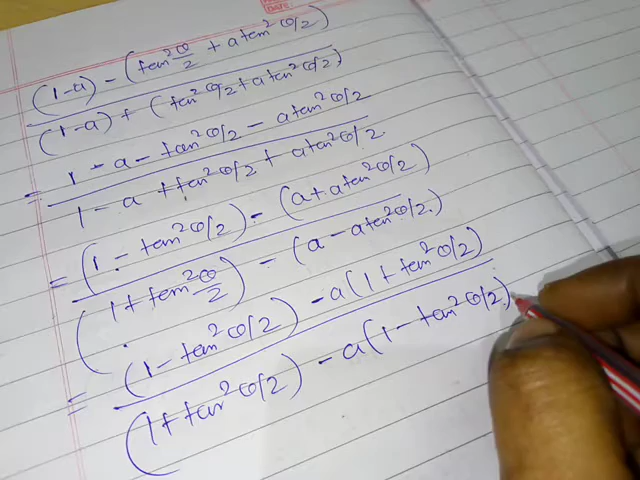 DATE
(1-a) - (tan²θ/2 + a tan²θ/2)
(1-a) + (tan²θ/2 + a tan²θ/2)
= 1 - a - tan²θ/2 - a tan²θ/2
1 - a + tan²θ/2 + a tan²θ/2
= (1 - tan²θ/2) - (a + a tan²θ/2)
(1 + tan²θ/2) - (a - a tan²θ/2)
= (1 - tan²θ/2) - a(1 + tan²θ/2)
(1 + tan²θ/2) - a(1 - tan²θ/2)